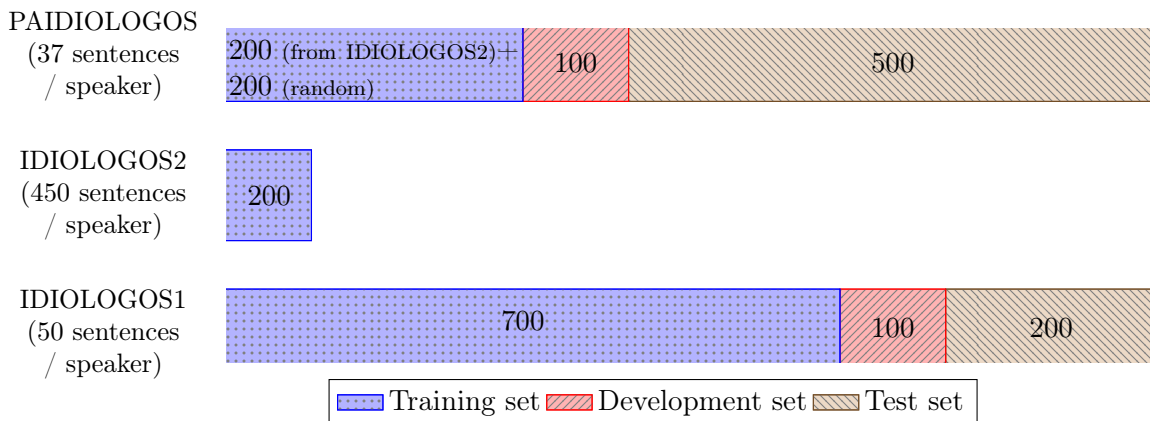 PAIDIOLOGOS
(37 sentences
/ speaker)
200 (from IDIOLOGOS2)+
200 (random)
100
500
IDIOLOGOS2
(450 sentences
/ speaker)
200
IDIOLOGOS1
(50 sentences
/ speaker)
700
100
200
Training set
Development set
Test set